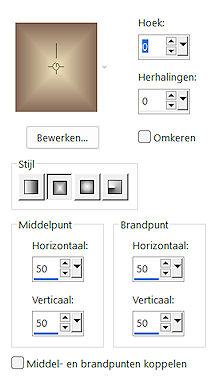 Hoek:
0
Herhalingen:
0
Bewerken...
Omkeren
Stijl
Middelpunt
Brandpunt
Horizontaal:
Horizontaal:
50
50
Verticaal:
Verticaal:
50
50
Middel- en brandpunten koppelen